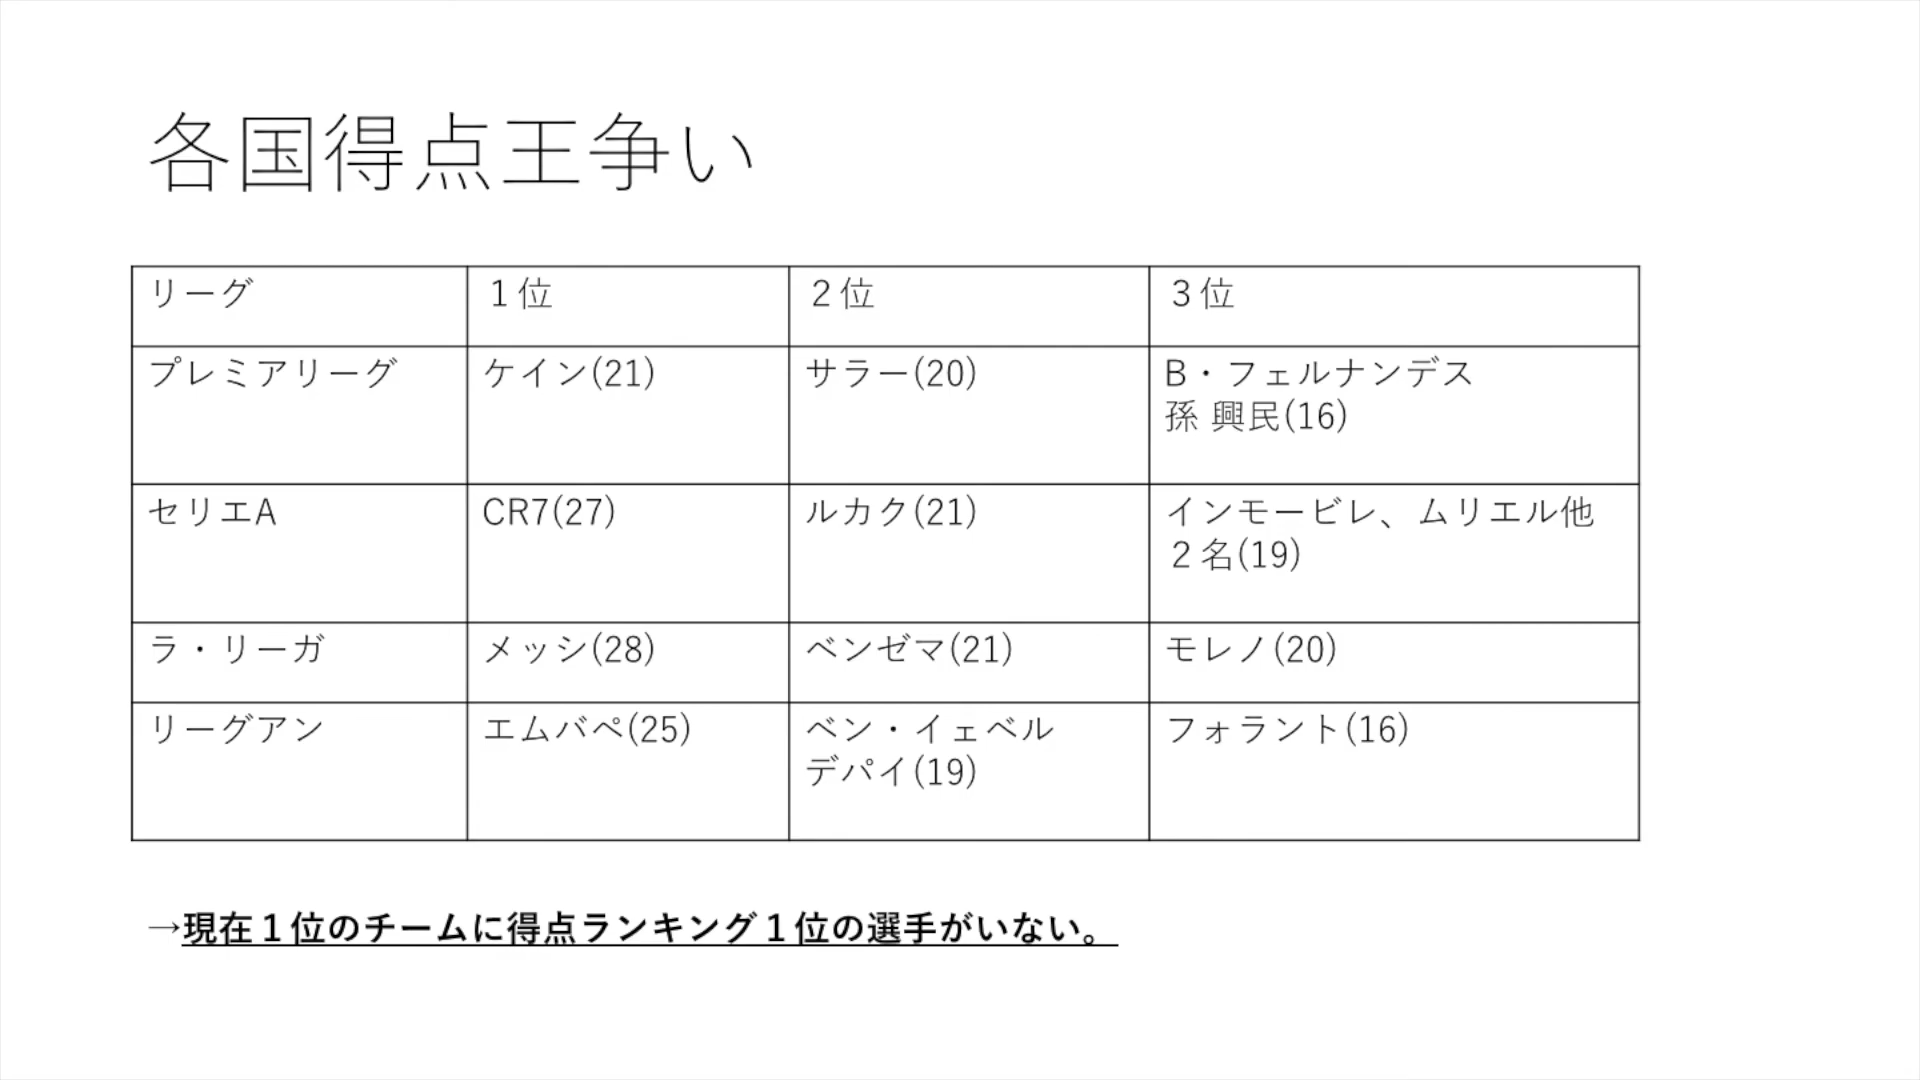 各国得点王争い
リーグ １位 ２位 ３位
プレミアリーグ ケイン(21) サラー(20) B・フェルナンデス
孫 興民(16)
セリエA CR7(27) ルカク(21) インモービレ、ムリエル他
２名(19)
ラ・リーガ メッシ(28) ベンゼマ(21) モレノ(20)
リーグアン エムバペ(25) ベン・イェベル フォラント(16)
デパイ(19)
→現在１位のチームに得点ランキング１位の選手がいない。